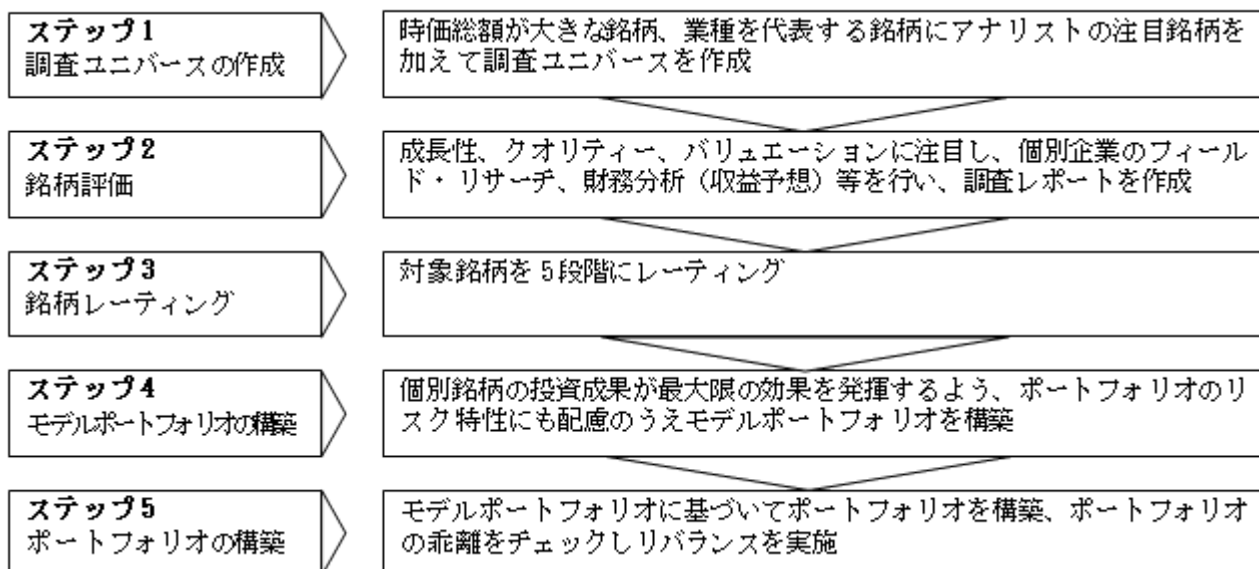 ステップ1
調査ユニバースの作成
時価総額が大きな銘柄、業種を代表する銘柄にアナリストの注目銘柄を
加えて調査ユニバースを作成
ステップ2
銘柄評価
成長性、クオリティー、バリュエーションに注目し、個別企業のフィール
ド・リサーチ、財務分析（収益予想）等を行い、調査レポートを作成
ステップ3
銘柄レーティング
対象銘柄を5段階にレーティング
ステップ4
モデルポートフォリオの構築
個別銘柄の投資成果が最大限の効果を発揮するよう、ポートフォリオのリ
スク特性にも配慮のうえモデルポートフォリオを構築
ステップ5
ポートフォリオの構築
モデルポートフォリオに基づいてポートフォリオを構築、ポートフォリオ
の乖離をチェックしリバランスを実施